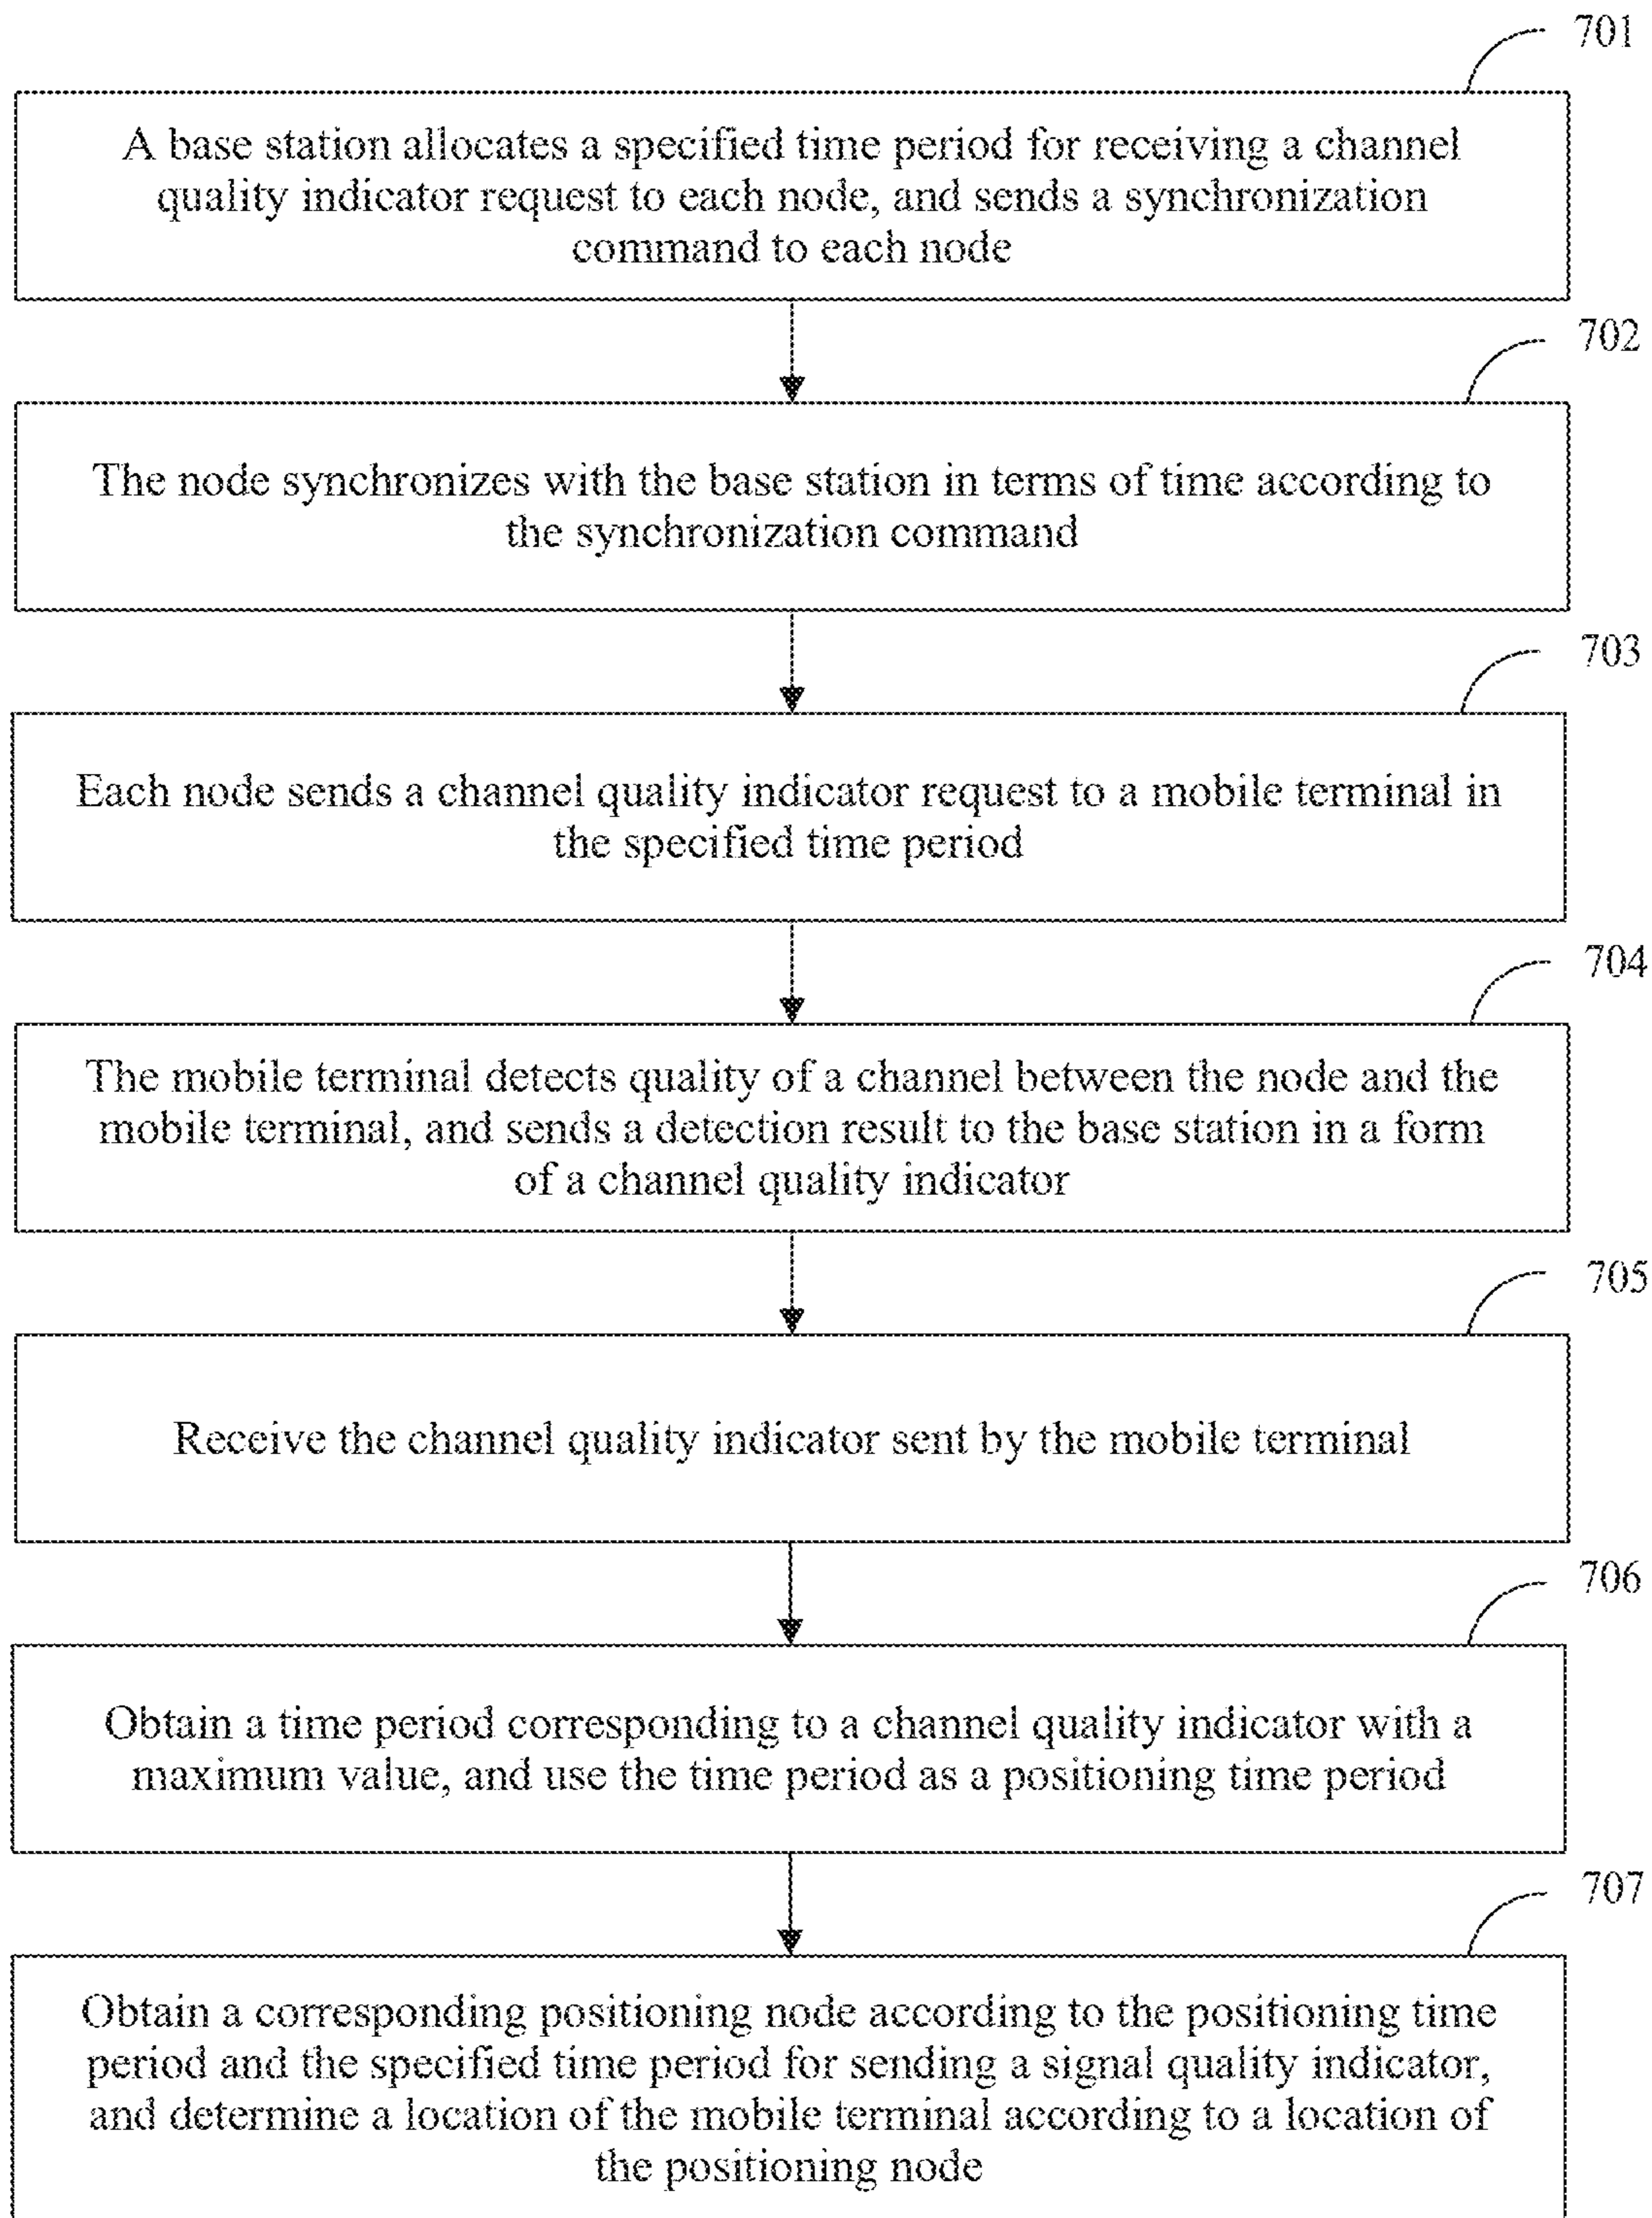 701
A base station allocates a specified time period for receiving a channel
quality indicator request to each node, and sends a synchronization
command to each node
702
The node synchronizes with the base station in terms of time according to
the synchronization command
703
Each node sends a channel quality indicator request to a mobile terminal in
the specified time period
704
The mobile terminal detects quality of a channel between the node and the
mobile terminal, and sends a detection result to the base station in a form
of a channel quality indicator
705
Receive the channel quality indicator sent by the mobile terminal
706
Obtain a time period corresponding to a channel quality indicator with a
maximum value, and use the time period as a positioning time period
707
Obtain a corresponding positioning node according to the positioning time
period and the specified time period for sending a signal quality indicator,
and determine a location of the mobile terminal according to a location of
the positioning node